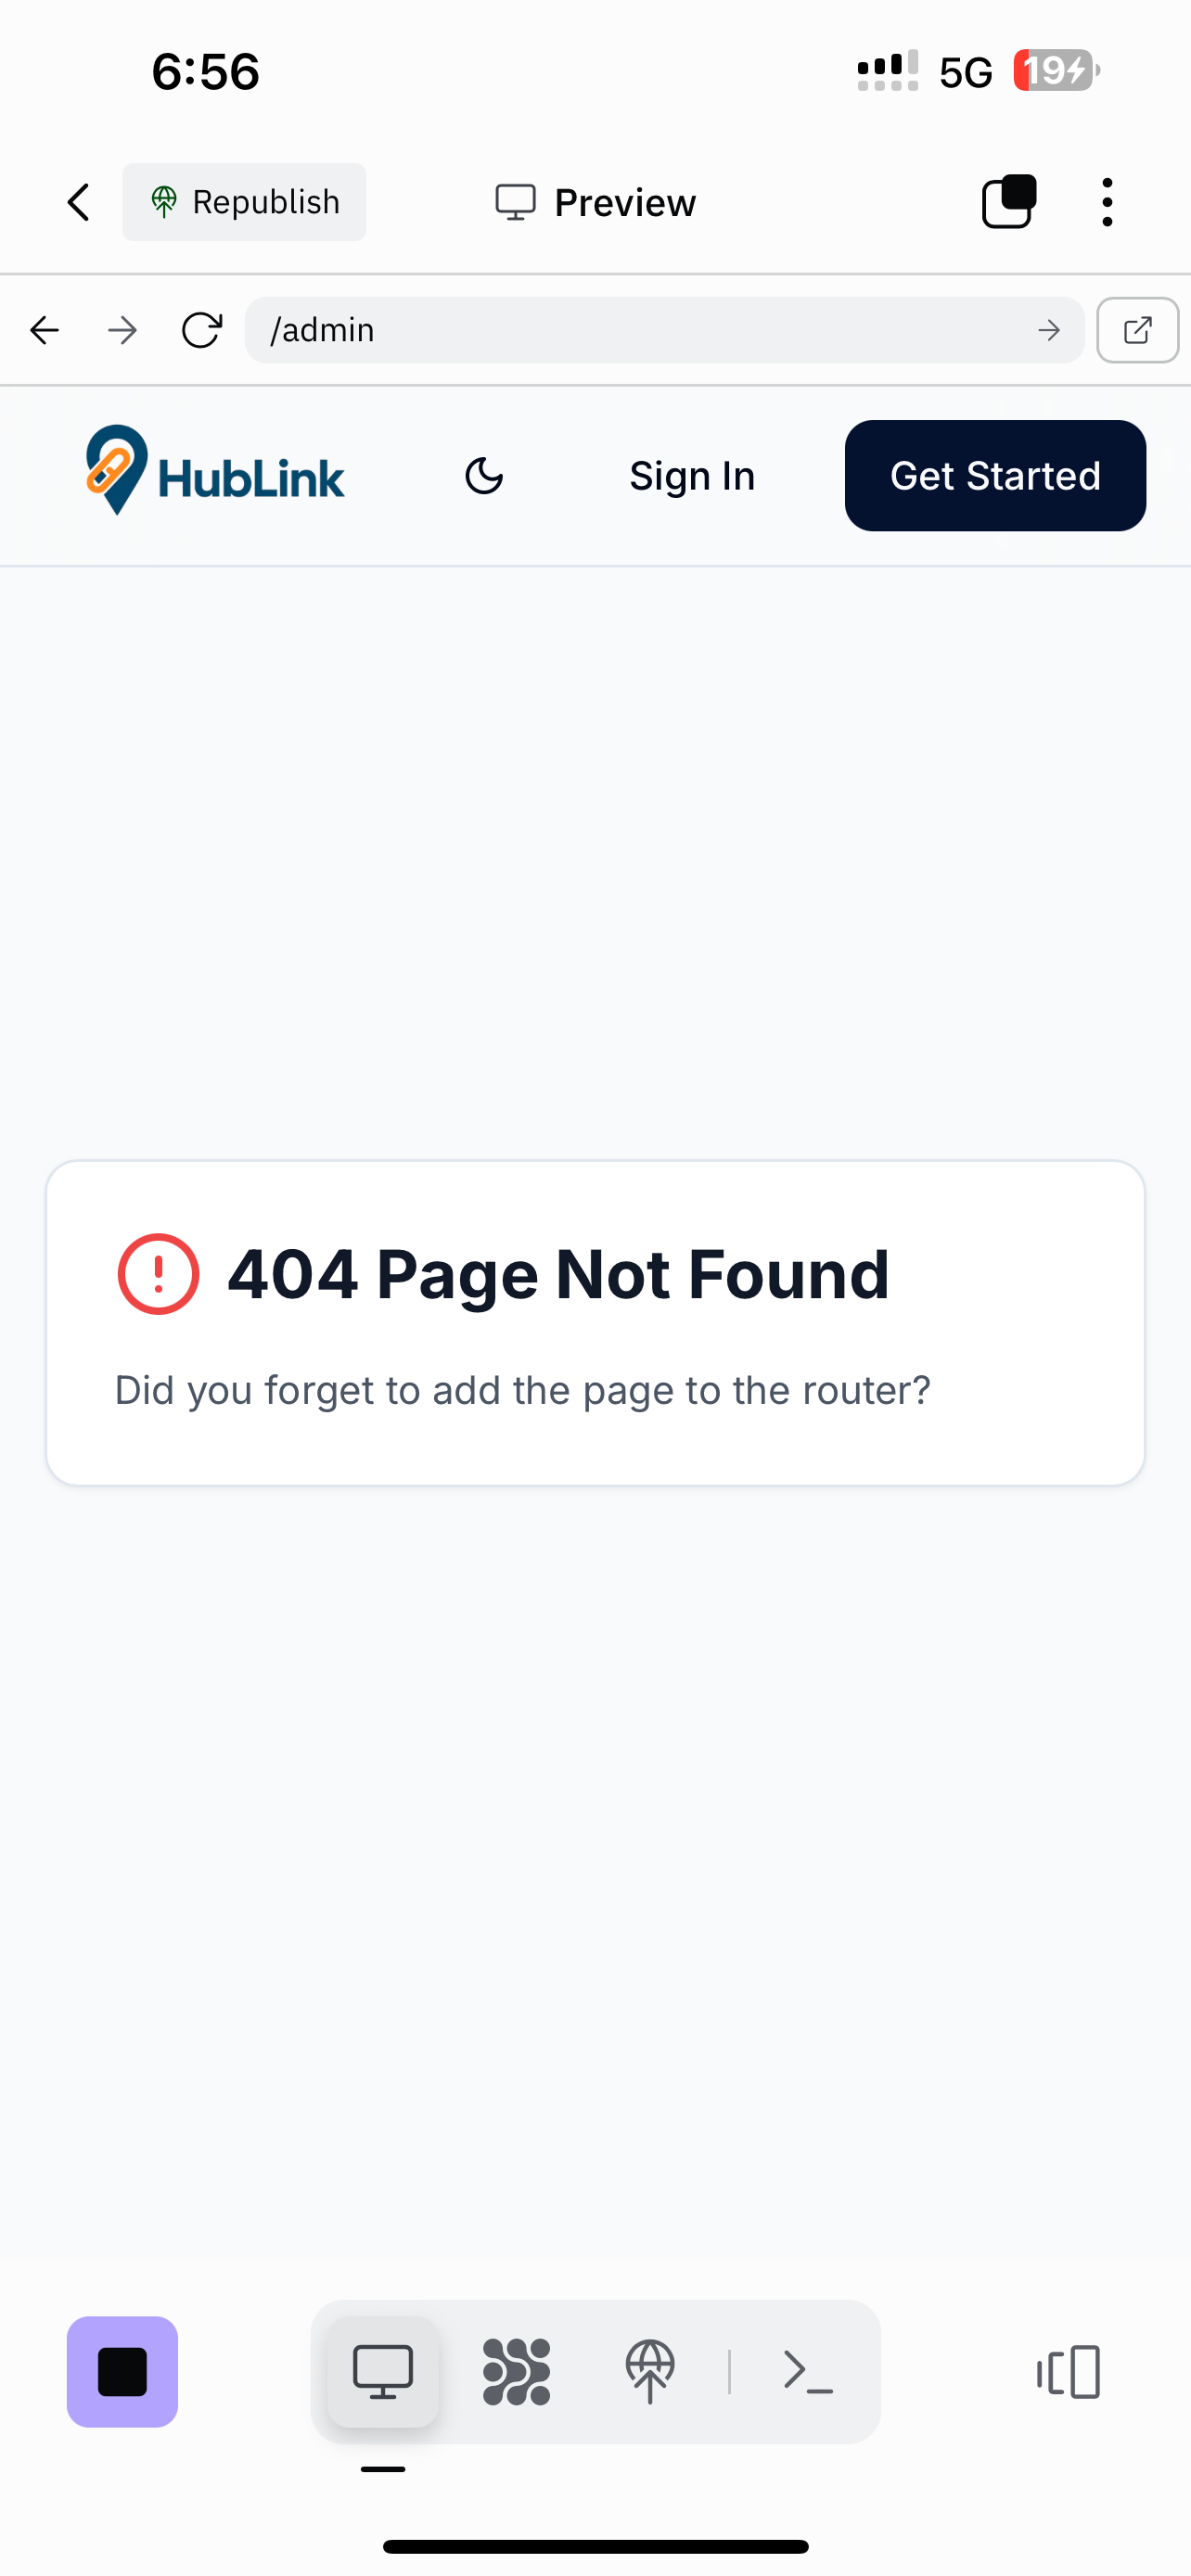 6:56 5G 19
Republish Preview
/admin
HubLink Sign In Get Started
404 Page Not Found
Did you forget to add the page to the router?